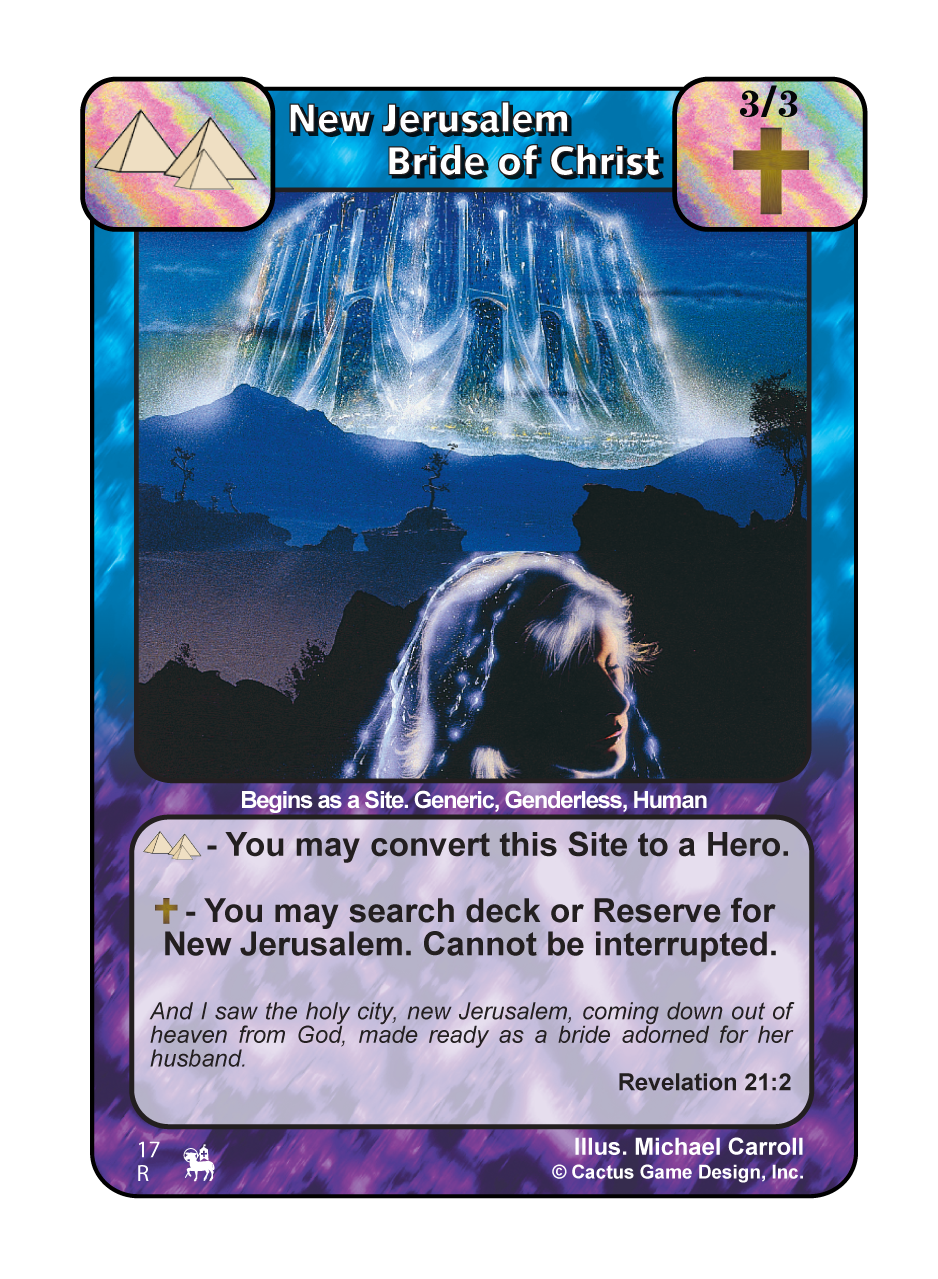 New Jerusalem
Bride of Christ
3/3
Begins as a Site. Generic, Genderless, Human
- You may convert this Site to a Hero.
- You may search deck or Reserve for
New Jerusalem. Cannot be interrupted.
And I saw the holy city, new Jerusalem, coming down out of
heaven from God, made ready as a bride adorned for her
husband.
Revelation 21:2
17
R
Illus. Michael Carroll
© Cactus Game Design, Inc.